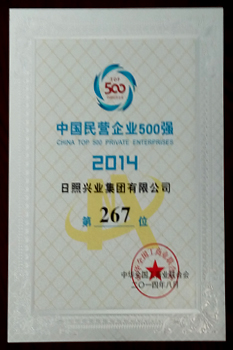 500
中国民营企业500强
CHINA TOP 500 PRIVATE ENTERPRISES
2014
日照兴业集团有限公司
第 267 位
中华全国工商业联合会
二〇一四年八月